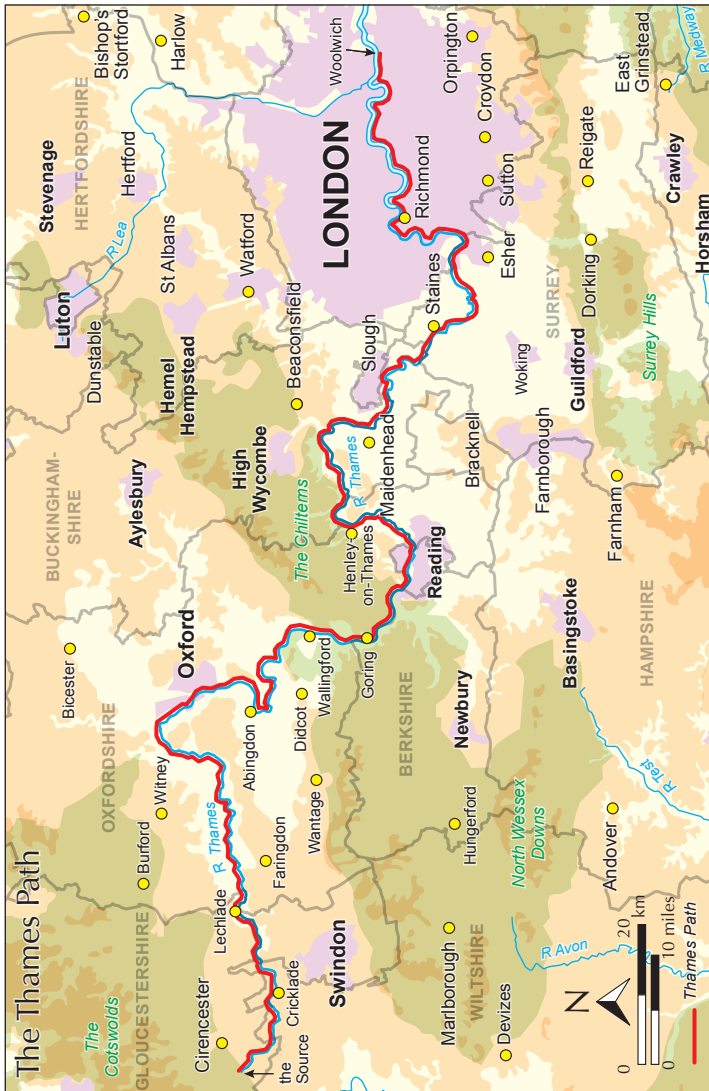 The Thames Path
The
Cotswolds
GLOUCESTERSHIRE
Cirencester
the
Source
Cricklade
Lechlade
Swindon
Burford
OXFORDSHIRE
Witney
R Thames
Faringdon
Wantage
Bicester
Oxford
Abingdon
Didcot
Wallingford
Goring
BUCKINGHAM-
SHIRE
Aylesbury
The Chilterns
High
Wycombe
Henley-
on-Thames
R Thames
Maidenhead
Reading
Luton
Dunstable
Hemel
Hempstead
Beaconsfield
Slough
Stevenage
HERTFORDSHIRE
Hertford
R Lea
St Albans
Watford
Bishop's
Stortford
Harlow
LONDON
Woolwich
Richmond
Staines
Orpington
Croydon
Sutton
Esher
SURREY
Woking
Bracknell
Farnborough
Guildford
Dorking
Reigate
East
Grinstead
R Medway
Crawley
Horsham
Surrey Hills
Farnham
BERKSHIRE
Newbury
Basingstoke
HAMPSHIRE
R Test
Hungerford
North Wessex
Downs
Andover
Marlborough
WILTSHIRE
Devizes
R Avon
N
0
20
km
0
10 miles
Thames Path